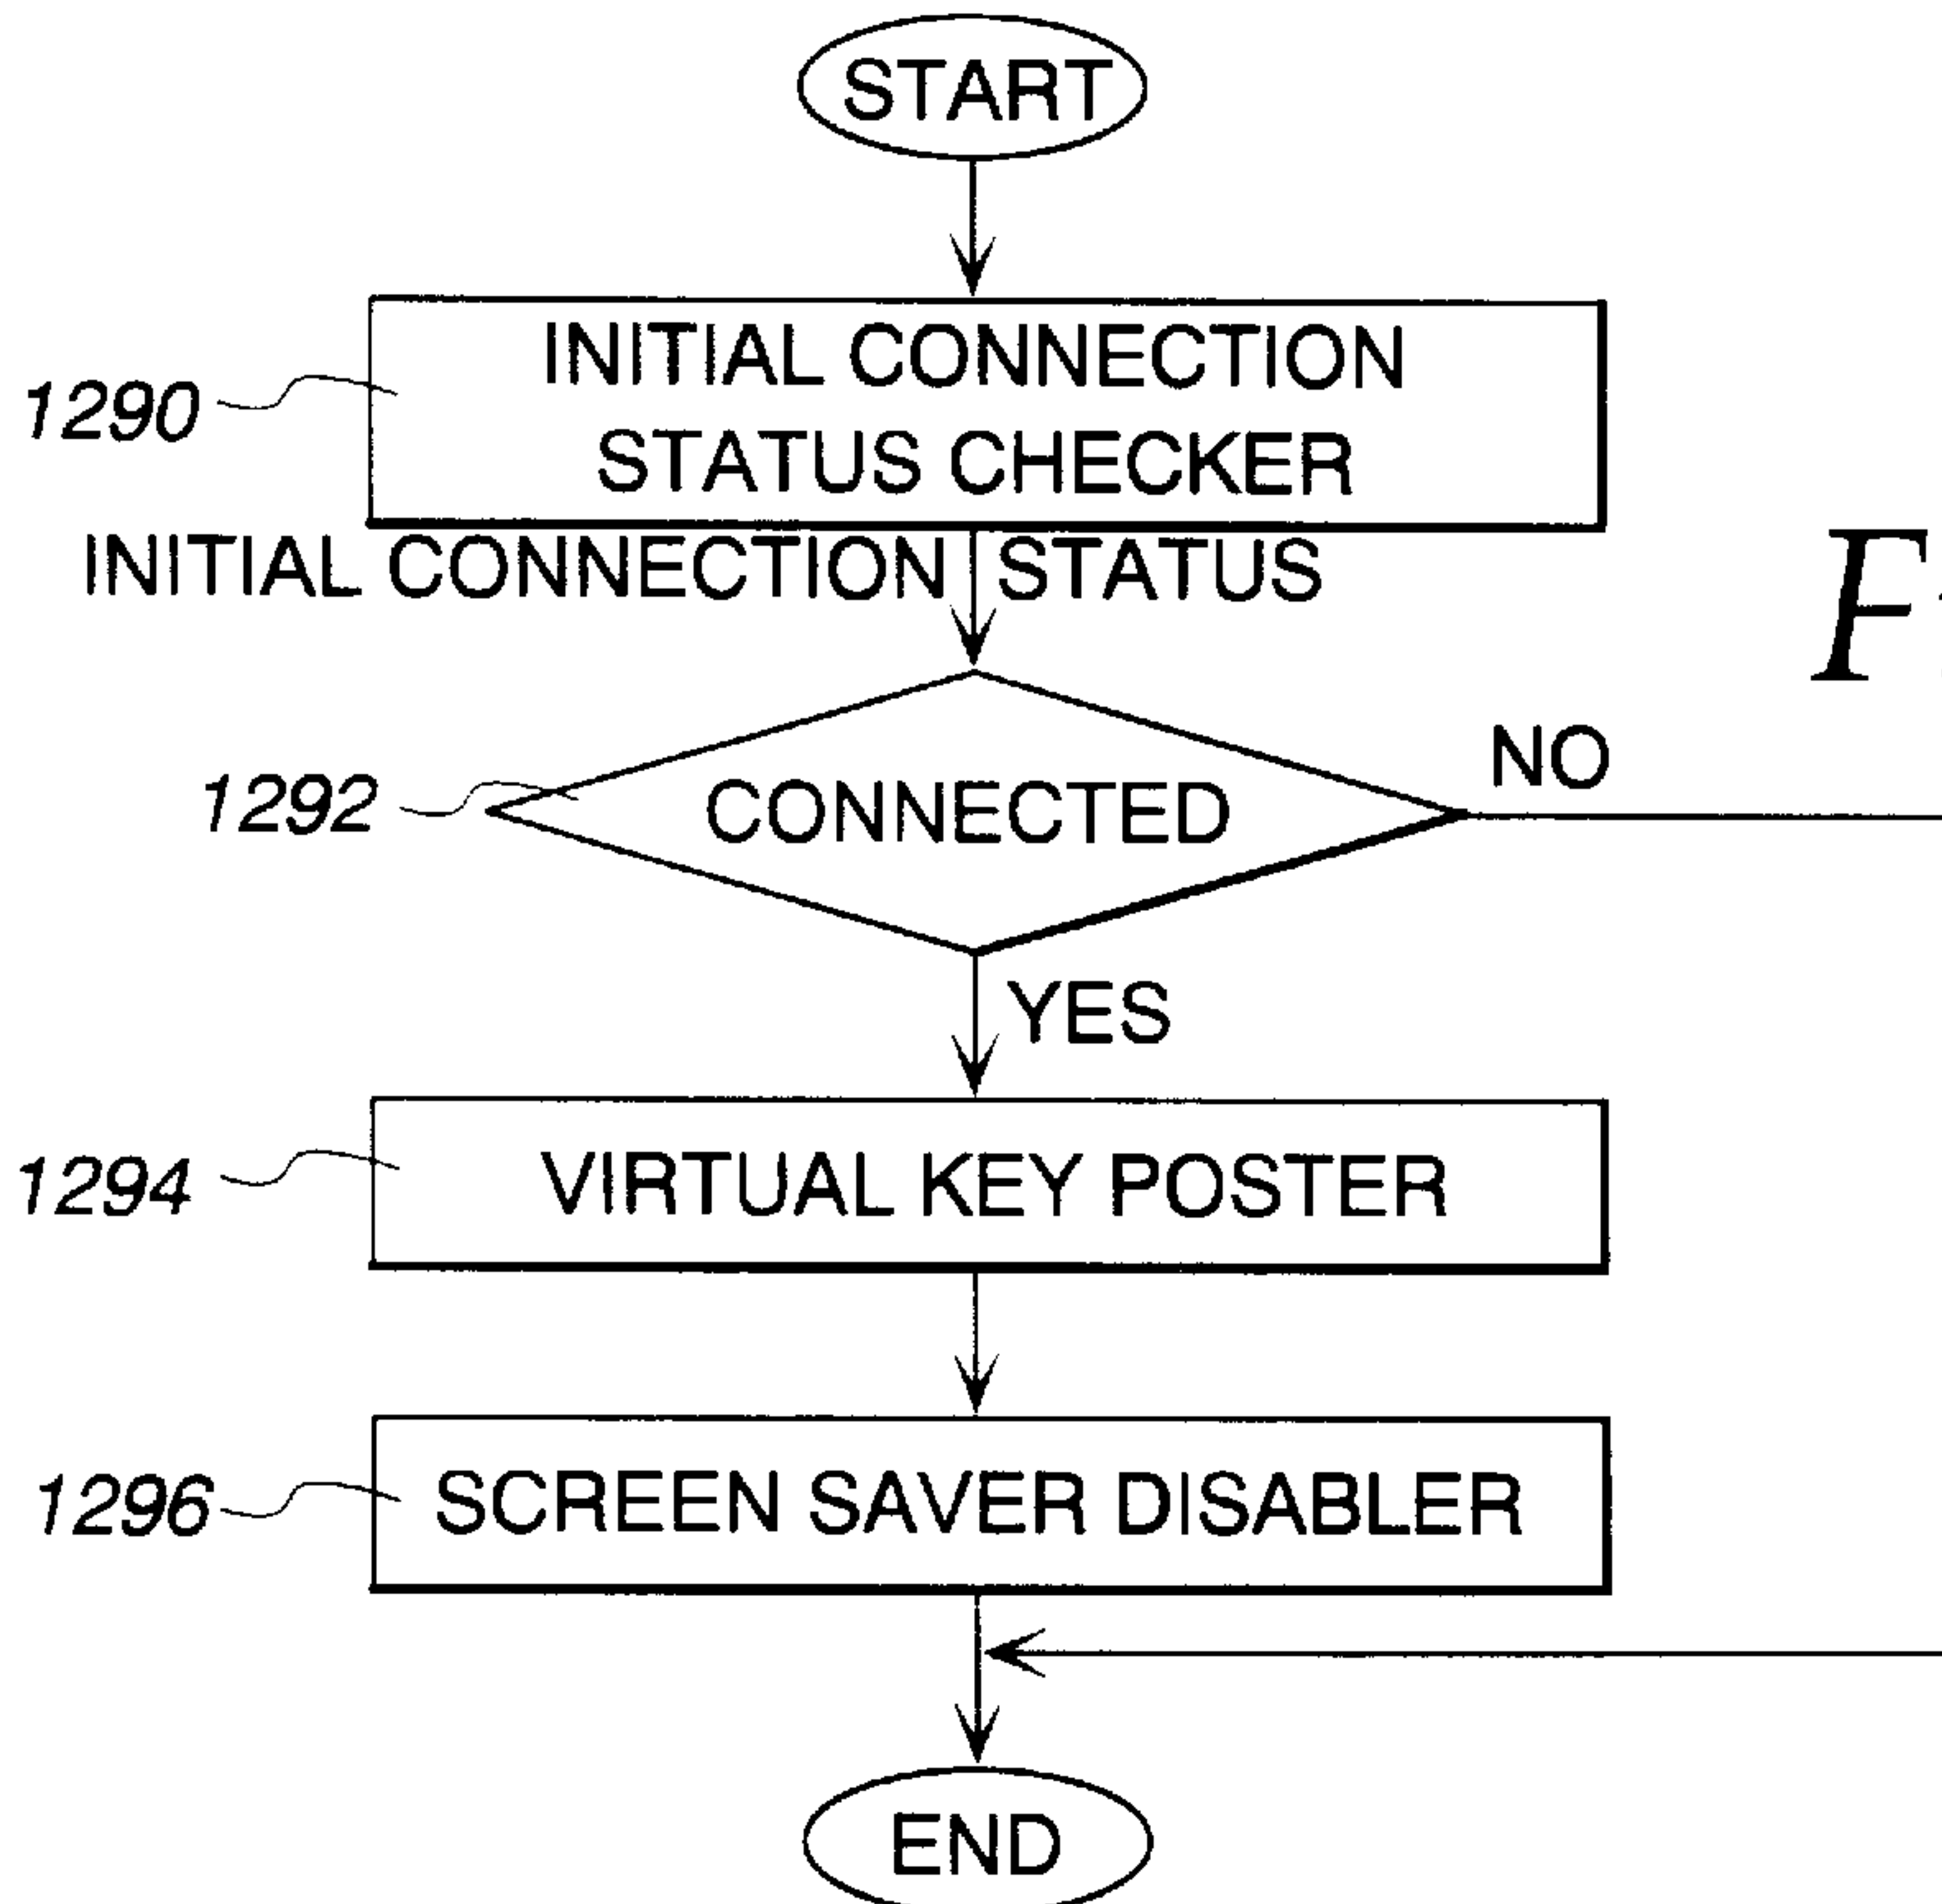 START
INITIAL CONNECTION
STATUS CHECKER
1290
INITIAL CONNECTION STATUS
F
NO
1292
CONNECTED
YES
1294
VIRTUAL KEY POSTER
1296
SCREEN SAVER DISABLER
END